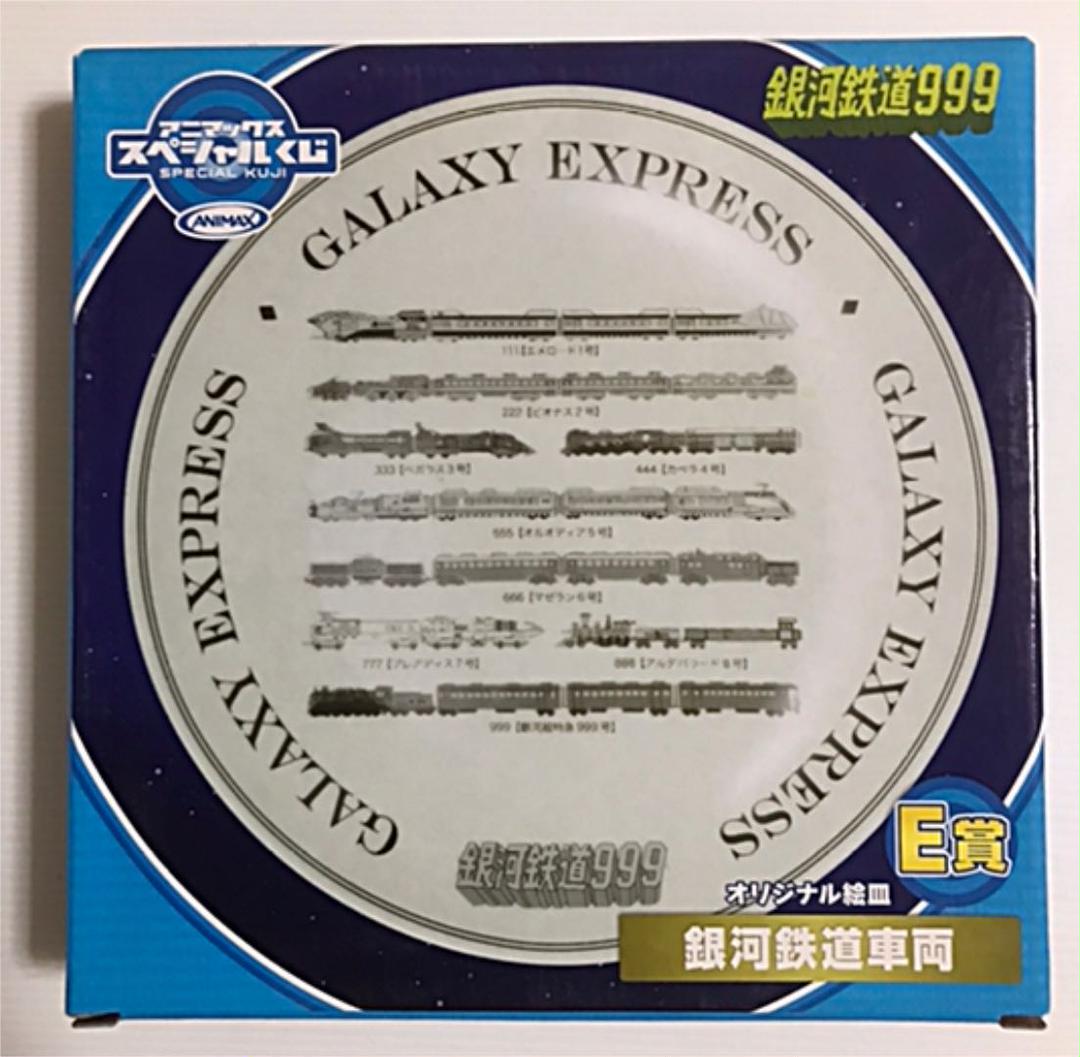 アニマックス
スペシャルくじ
SPECIAL KUJI
ANIMAX
銀河鉄道999
GALAXY EXPRESS
GALAXY EXPRESS
GALAXY EXPRESS
111【エメロード1号】
222【ビオナス2号】
333【ペガサス3号】
444【カペラ4号】
555【オルオディア5号】
666【マゼラン6号】
777【プレアデス7号】
888【アルデバラード8号】
999【銀河超特急999号】
銀河鉄道999
E賞
オリジナル絵皿
銀河鉄道車両